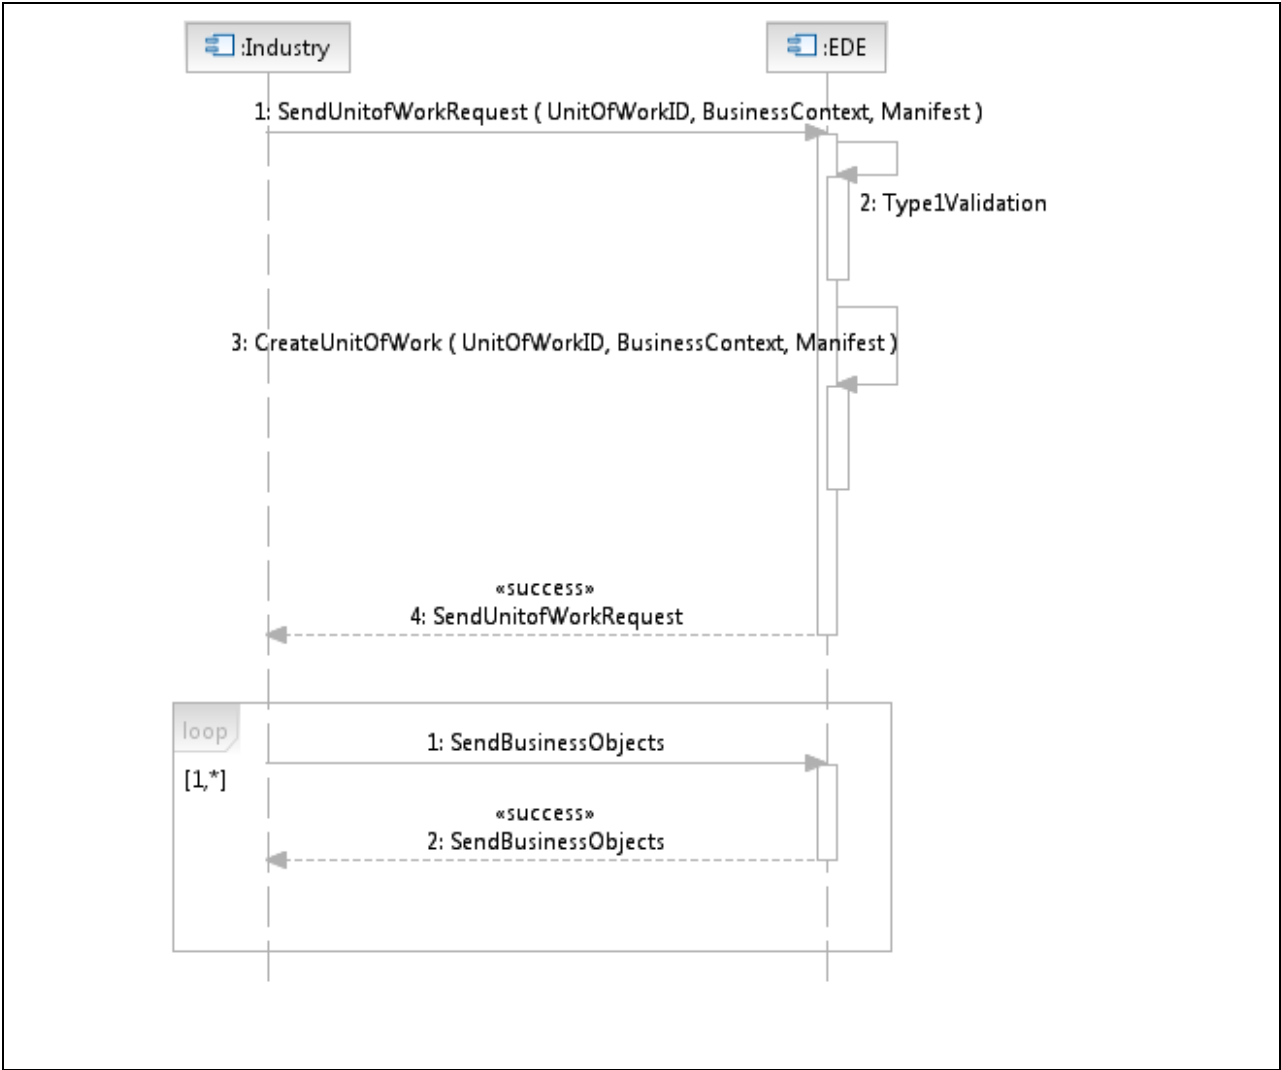 :Industry
:EDE
1: SendUnitofWorkRequest ( UnitOfWorkID, BusinessContext, Manifest )
2: Type1Validation
3: CreateUnitOfWork ( UnitOfWorkID, BusinessContext, Manifest )
«success»
4: SendUnitofWorkRequest
loop
1: SendBusinessObjects
[1,*]
«success»
2: SendBusinessObjects